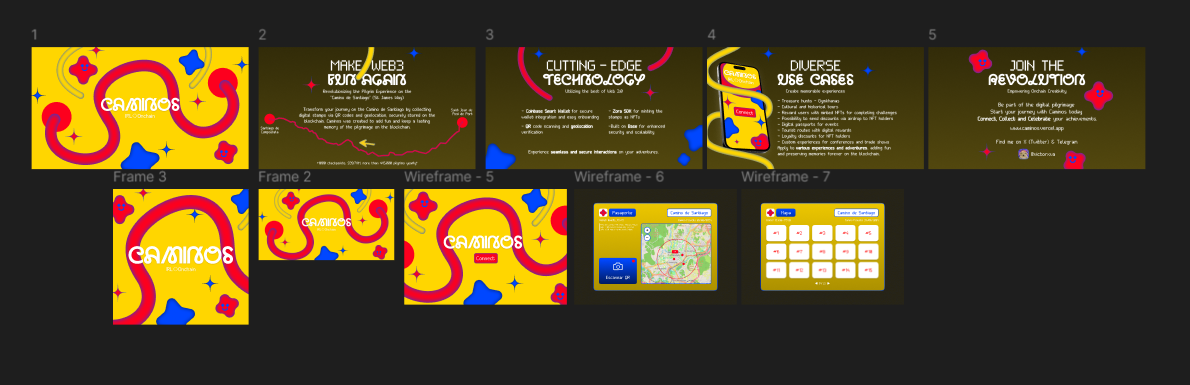 1
2
3
4
5
CAMINOS
MAKE WEB3
FUN AGAIN
Revolutionizing the Pilgrim Experience on the
"Camino de Santiago" (St. James Way)
Transform your journey on the Camino de Santiago by collecting
digital stamps via QR codes and geolocation, securely stored on the
blockchain. Caminos was created to add fun and keep a lasting
memory of the pilgrimage on the blockchain.
Santiago de
Compostela
CUTTING - EDGE
TECHNOLOGY
Utilizing the best of Web 3.0
- Coinbase Smart Wallet for secure
wallet integration and easy onboarding
- QR code scanning and geolocation
verification
- Zora SDK for minting the
stamps as NFTs
- Built on Base for enhanced
security and scalability.
Experience seamless and secure interactions on your adventures.
DIVERSE
USE CASES
Create memorable experiences
CAMINOS
Connect
- Treasure hunts - Gymkhanas
- Cultural and historical tours
- Reward users with minted NFTs for completing challenges
- Possibility to send discounts via airdrop to NFT holders
- Digital passports for events
- Tourist routes with digital rewards
- Loyalty discounts for NFT holders
- Custom experiences for conferences and trade shows
Apply to various experiences and adventures, adding fun
and preserving memories forever on the blockchain.
JOIN THE
REVOLUTION
Empowering Onchain Creativity
Be part of the digital pilgrimage
Start your journey with Caminos today
Connect, Collect and Celebrate your achievements.
www.caminos.vercel.app
Find me on X (Twitter) & Telegram
Frame 3
Frame 2
Wireframe - 5
Wireframe - 6
Wireframe - 7
CAMINOS
CAMINOS
CAMINOS
Connect
Pasaporte
Camino de Santiago
Escanear QR
Mapa
Camino de Santiago
#1
#2
#3
#4
#5